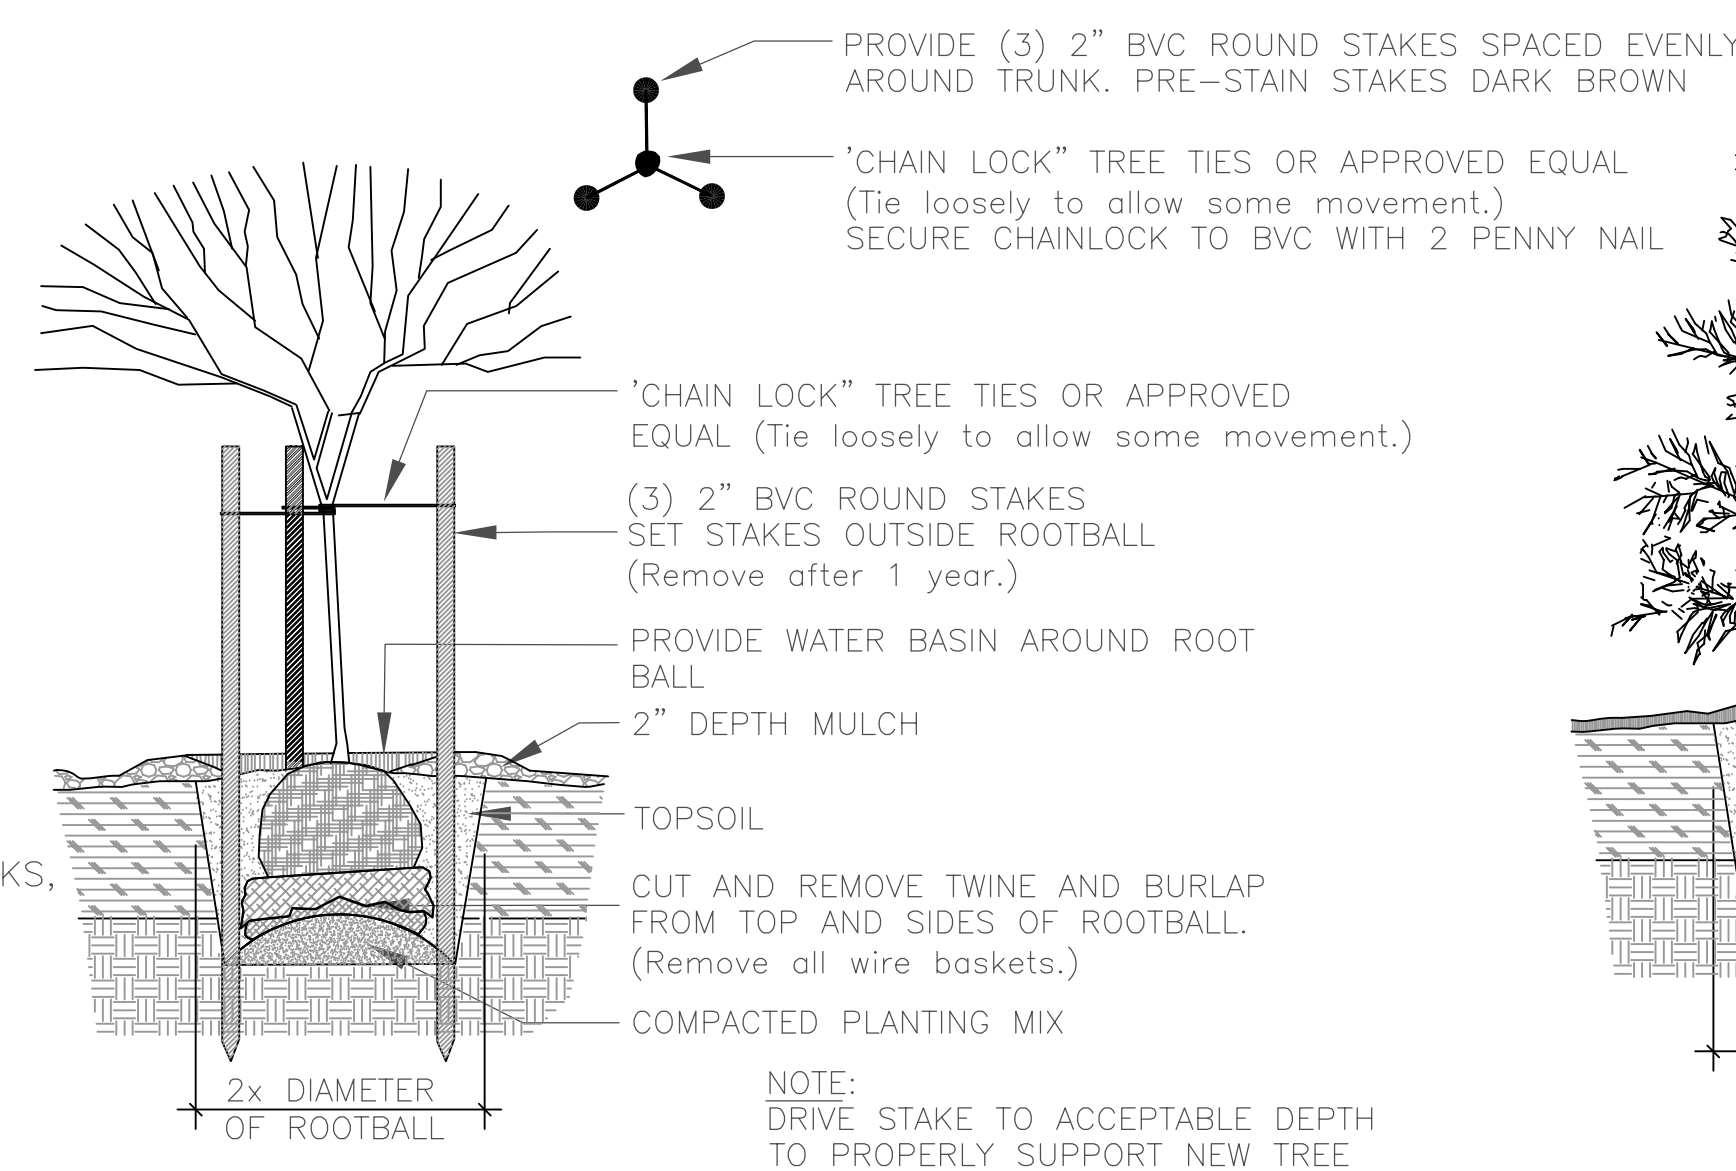 PROVIDE (3) 2” BVC ROUND STAKES SPACED EVENLY
AROUND TRUNK. PRE–STAIN STAKES DARK BROWN
’CHAIN LOCK” TREE TIES OR APPROVED EQUAL
(Tie loosely to allow some movement.)
SECURE CHAINLOCK TO BVC WITH 2 PENNY NAIL
’CHAIN LOCK” TREE TIES OR APPROVED
EQUAL (Tie loosely to allow some movement.)
(3) 2” BVC ROUND STAKES
SET STAKES OUTSIDE ROOTBALL
(Remove after 1 year.)
PROVIDE WATER BASIN AROUND ROOT
BALL
2” DEPTH MULCH
TOPSOIL
KS,
CUT AND REMOVE TWINE AND BURLAP
FROM TOP AND SIDES OF ROOTBALL.
(Remove all wire baskets.)
COMPACTED PLANTING MIX
2x DIAMETER
OF ROOTBALL
NOTE:
DRIVE STAKE TO ACCEPTABLE DEPTH
TO PROPERLY SUPPORT NEW TREE